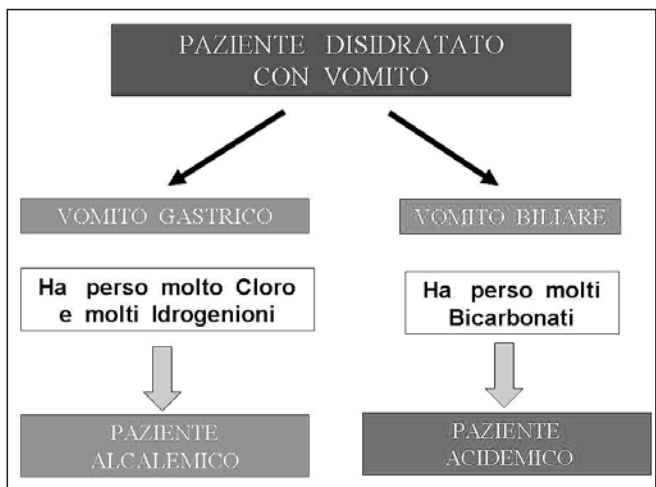 PAZIENTE DISIDRATATO
CON VOMITO
VOMITO GASTRICO
VOMITO BILIARE
Ha perso molto Cloro
e molti Idrogenioni
Ha perso molti
Bicarbonati
PAZIENTE
ALCALEMICO
PAZIENTE
ACIDEMICO